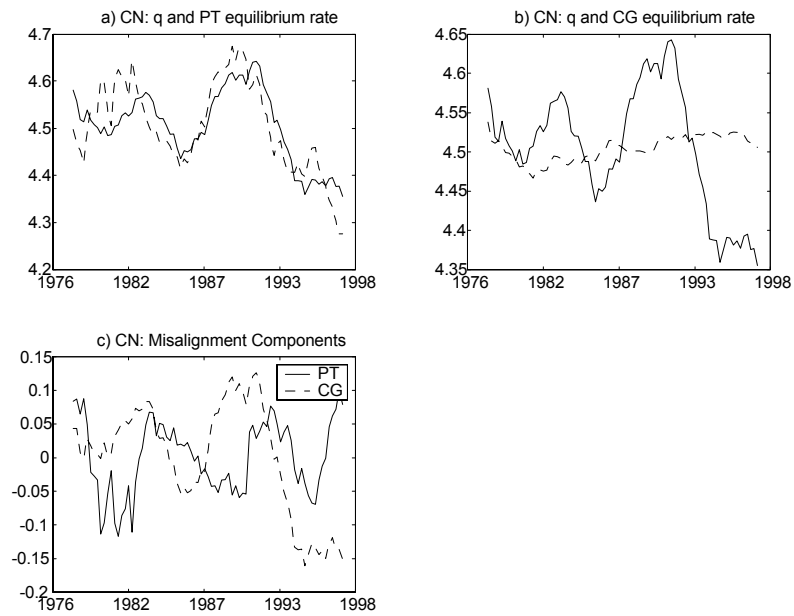 a) CN: q and PT equilibrium rate
4.7
4.6
4.5
4.4
4.3
4.2
1976 1982 1987 1993 1998
b) CN: q and CG equilibrium rate
4.65
4.6
4.55
4.5
4.45
4.4
4.35
1976 1982 1987 1993 1998
c) CN: Misalignment Components
0.15
0.1
0.05
0
-0.05
-0.1
-0.15
-0.2
1976 1982 1987 1993 1998
PT
CG